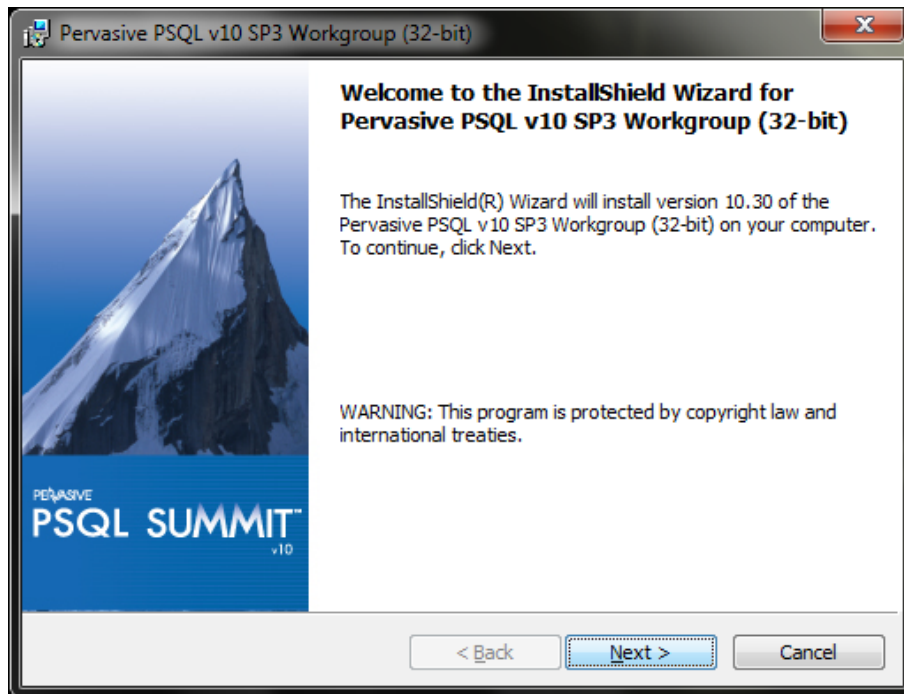 Pervasive PSQL v10 SP3 Workgroup (32-bit)
Welcome to the InstallShield Wizard for
Pervasive PSQL v10 SP3 Workgroup (32-bit)
The InstallShield(R) Wizard will install version 10.30 of the
Pervasive PSQL v10 SP3 Workgroup (32-bit) on your computer.
To continue, click Next.
WARNING: This program is protected by copyright law and
international treaties.
PERVASIVE
PSQL SUMMIT™
v10
< Back
Next >
Cancel